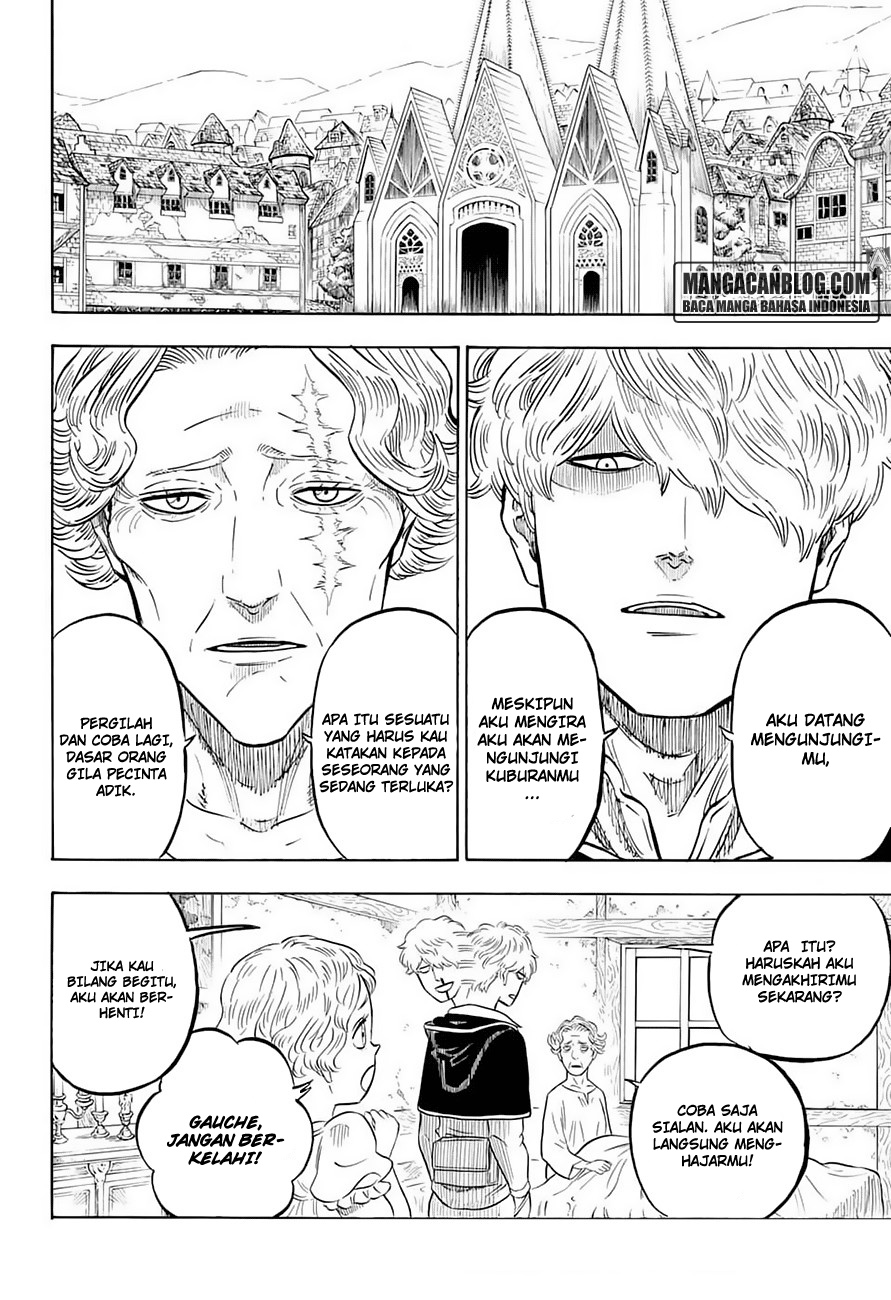 MANGACANBLOG.COM
BACA MANGA BAHASA INDONESIA
AKU DATANG
MENGUNJUNGI-
MU,
MESKIPUN
AKU MENGIRA
AKU AKAN ME-
NGUNJUNGI
KUBURANMU
...
APA ITU SESUATU
YANG HARUS KAU
KATAKAN KEPADA
SESEORANG YANG
SEDANG TERLUKA?
PERGILAH
DAN COBA LAGI,
DASAR ORANG
GILA PECINTA
ADIK.
APA ITU?
HARUSKAH AKU
MENGAKHIRIMU
SEKARANG?
COBA SAJA
SIALAN. AKU AKAN
LANGSUNG MENG-
HAJARMU!
GAUCHE,
JANGAN BER-
KELAHI!
JIKA KAU
BILANG BEGITU,
AKU AKAN BER-
HENTI!